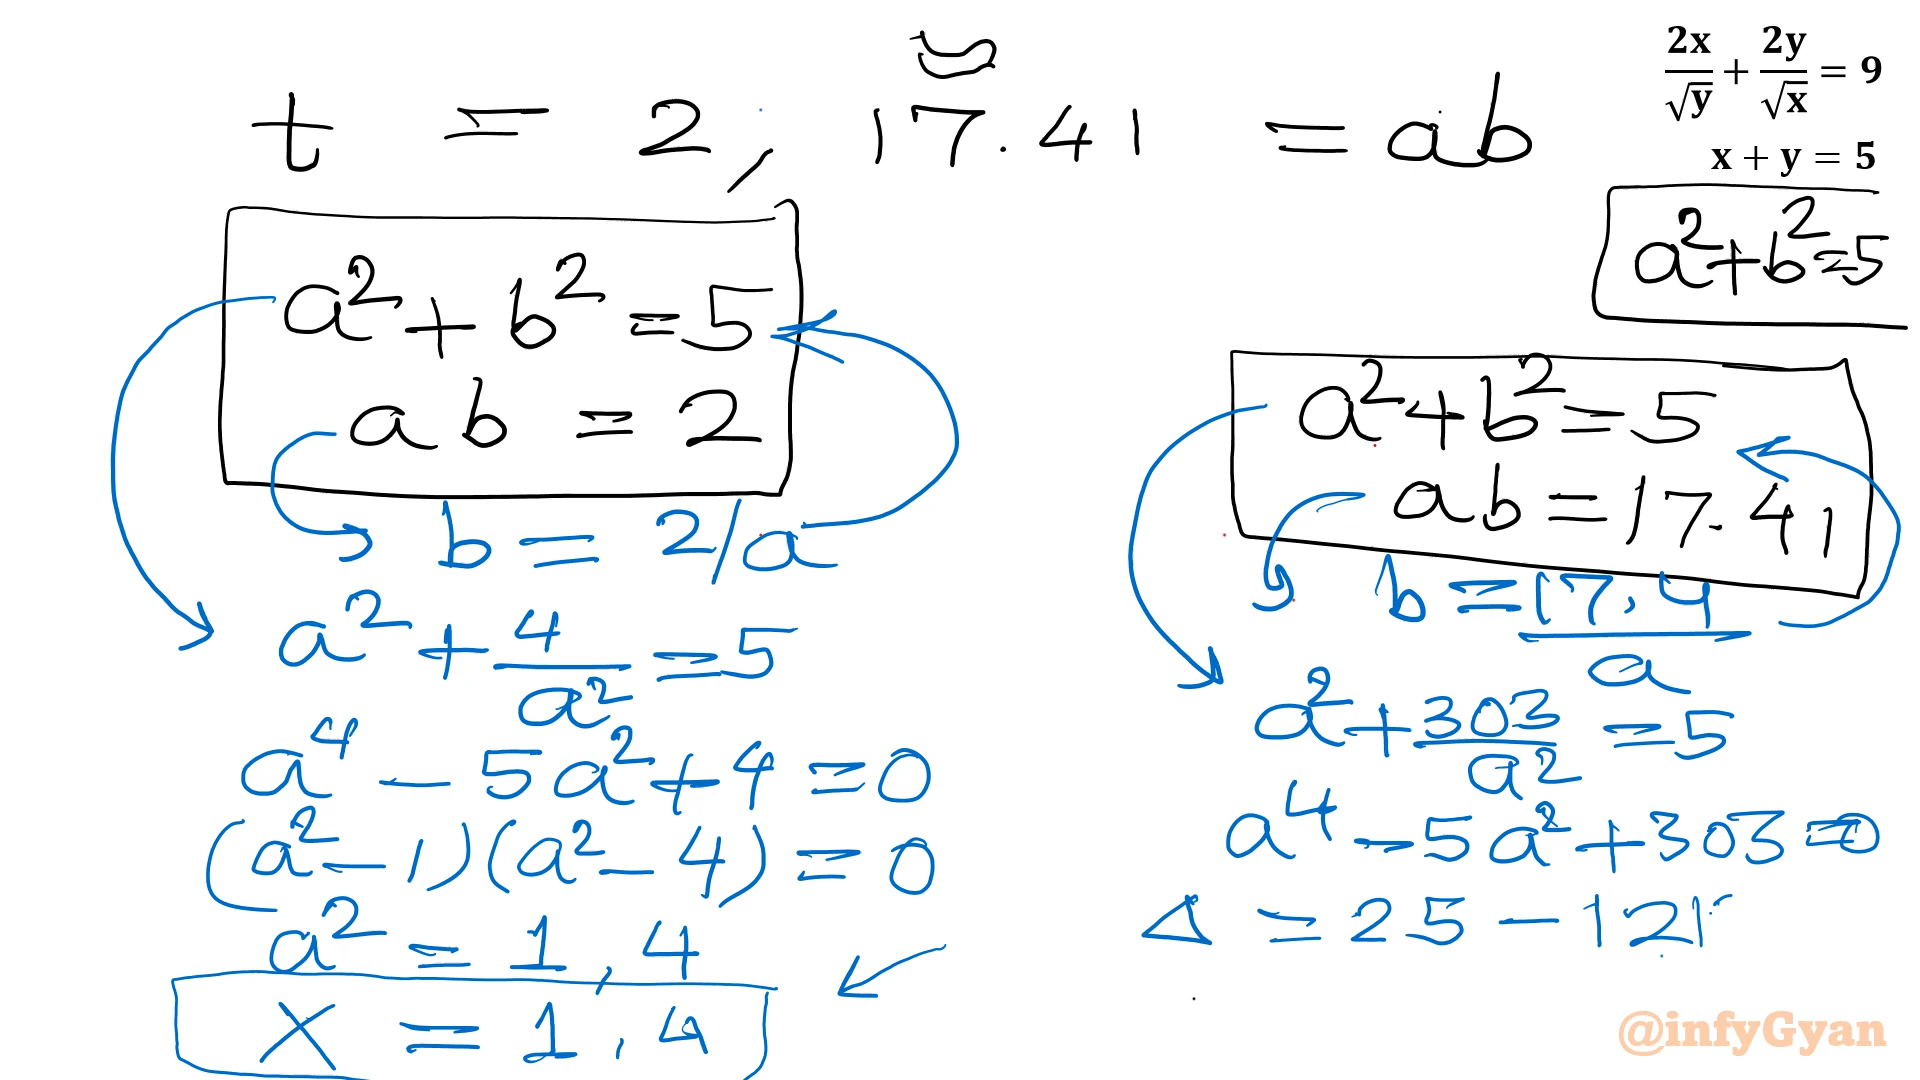 t = 2, 17.41 = ab
2x/√y + 2y/√x = 9
x + y = 5
a²+b²=5
a²+b²=5
ab = 2
b = 2/a
a² + 4/a² = 5
a⁴ - 5a² + 4 = 0
(a² - 1)(a² - 4) = 0
a² = 1, 4
x = 1, 4
a²+b²=5
ab = 17.41
b = 17.4/a
a² + 303/a² = 5
a⁴ - 5a² + 303 = 0
Δ = 25 - 121
@infyGyan